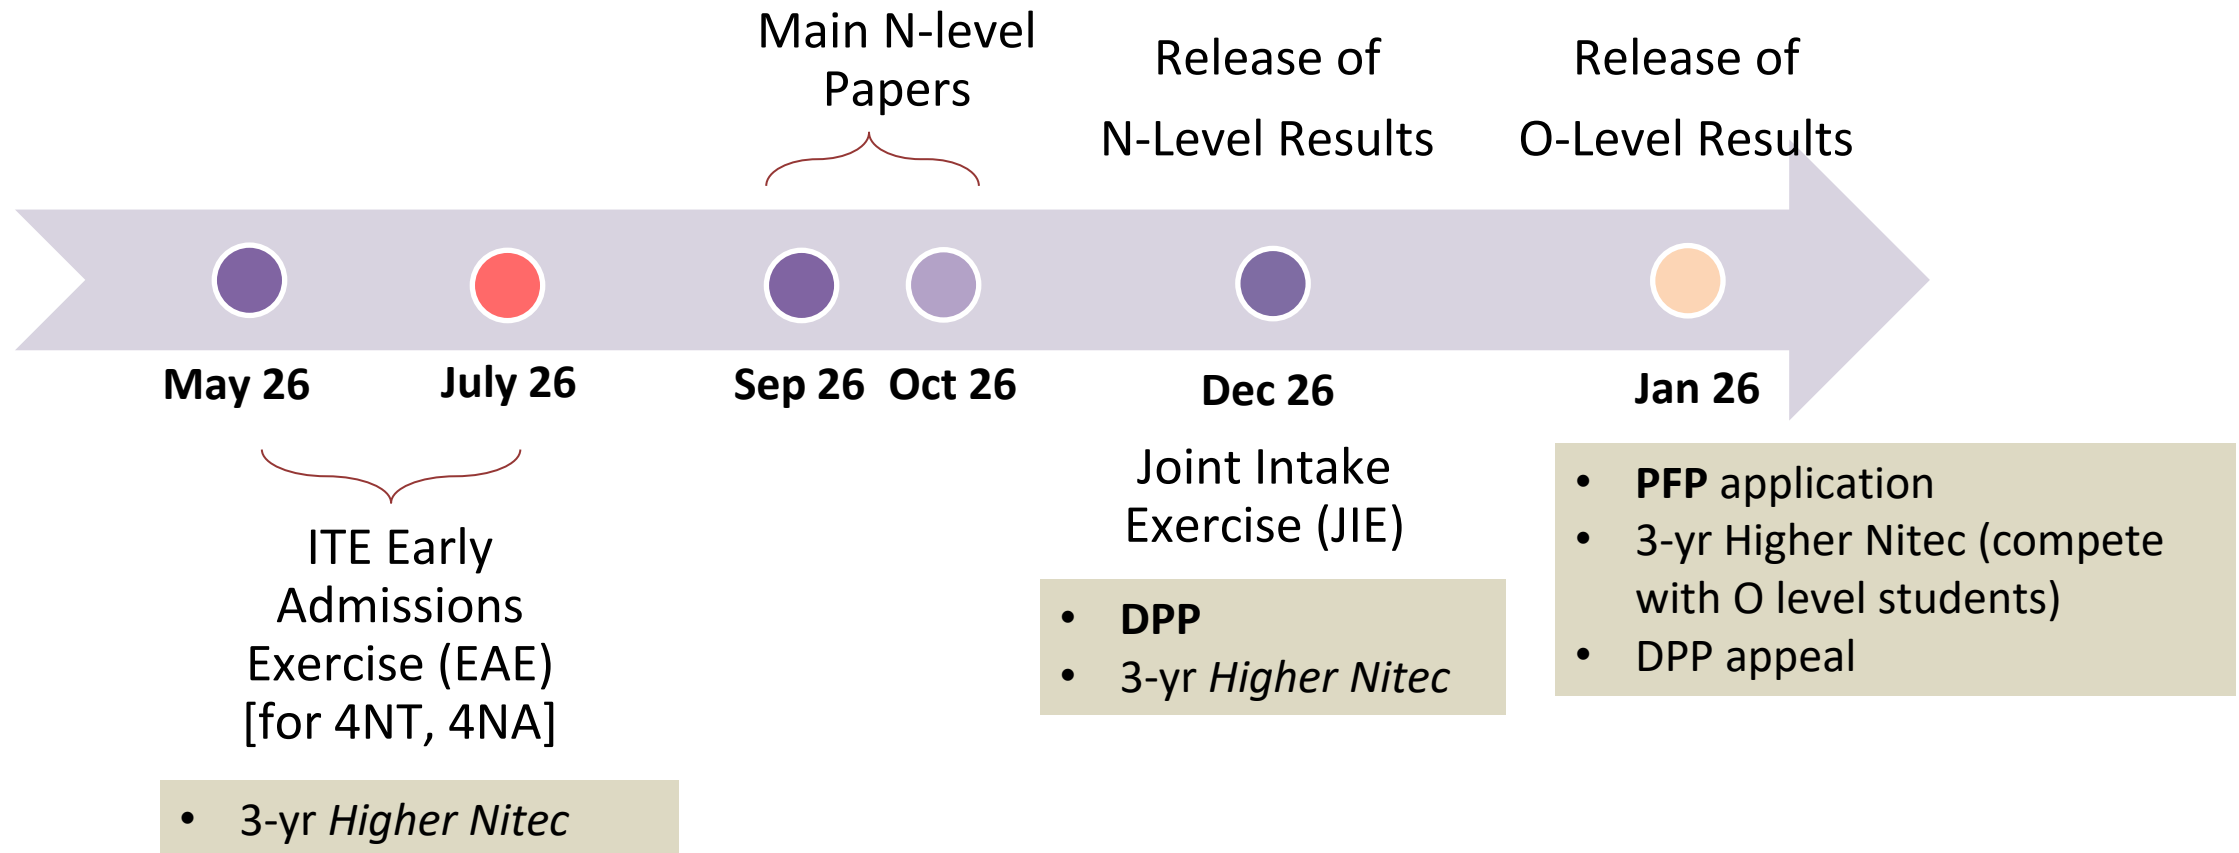 Main N-level
Papers
Release of
N-Level Results
Release of
O-Level Results
May 26
July 26
Sep 26
Oct 26
Dec 26
Jan 26
ITE Early
Admissions
Exercise (EAE)
[for 4NT, 4NA]
• 3-yr Higher Nitec
Joint Intake
Exercise (JIE)
• DPP
• 3-yr Higher Nitec
• PFP application
• 3-yr Higher Nitec (compete
with O level students)
• DPP appeal